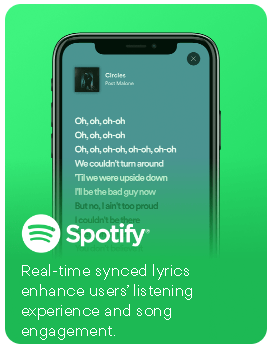 Circles
Post Malone
Oh, oh, oh-oh
Oh, oh, oh-oh
Oh, oh, oh-oh, oh-oh, oh-oh
We couldn't turn around
'Til we were upside down
I'll be the bad guy now
But no, I ain't too proud
I couldn't be there
Spotify®
Real-time synced lyrics
enhance users' listening
experience and song
engagement.